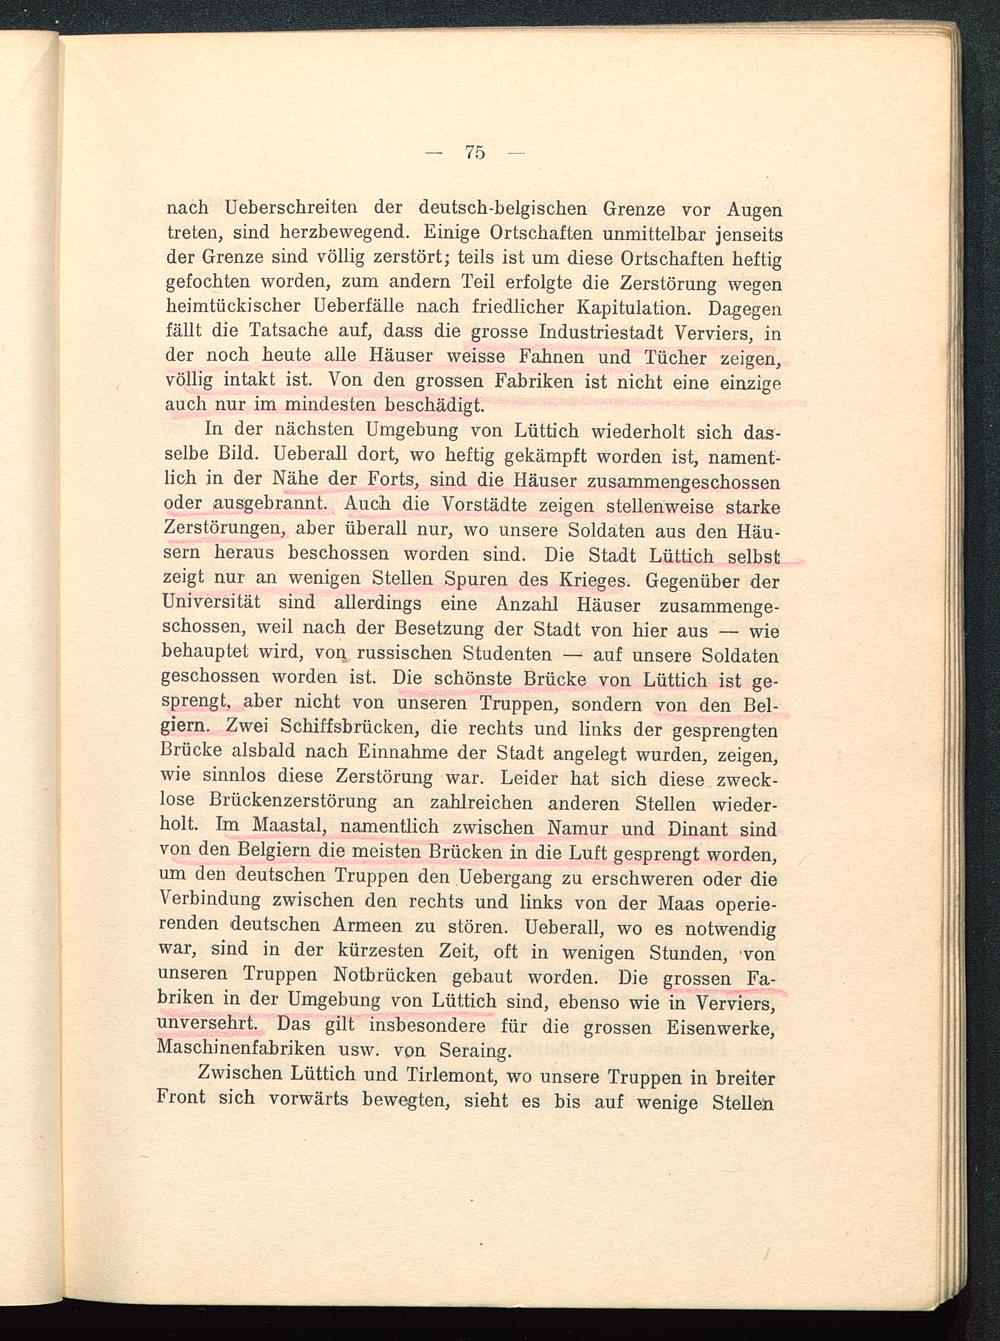 — 75 —
nach Ueberschreiten der deutsch-belgischen Grenze vor Augen
treten, sind herzbewegend. Einige Ortschaften unmittelbar jenseits
der Grenze sind völlig zerstört; teils ist um diese Ortschaften heftig
gefochten worden, zum andern Teil erfolgte die Zerstörung wegen
heimtückischer Ueberfälle nach friedlicher Kapitulation. Dagegen
fällt die Tatsache auf, dass die grosse Industriestadt Verviers, in
der noch heute alle Häuser weisse Fahnen und Tücher zeigen,
völlig intakt ist. Von den grossen Fabriken ist nicht eine einzige
auch nur im mindesten beschädigt.
In der nächsten Umgebung von Lüttich wiederholt sich das-
selbe Bild. Ueberall dort, wo heftig gekämpft worden ist, nament-
lich in der Nähe der Forts, sind die Häuser zusammengeschossen
oder ausgebrannt. Auch die Vorstädte zeigen stellenweise starke
Zerstörungen, aber überall nur, wo unsere Soldaten aus den Häu-
sern heraus beschossen worden sind. Die Stadt Lüttich selbst
zeigt nur an wenigen Stellen Spuren des Krieges. Gegenüber der
Universität sind allerdings eine Anzahl Häuser zusammenge-
schossen, weil nach der Besetzung der Stadt von hier aus — wie
behauptet wird, von russischen Studenten — auf unsere Soldaten
geschossen worden ist. Die schönste Brücke von Lüttich ist ge-
sprengt, aber nicht von unseren Truppen, sondern von den Bel-
giern. Zwei Schiffsbrücken, die rechts und links der gesprengten
Brücke alsbald nach Einnahme der Stadt angelegt wurden, zeigen,
wie sinnlos diese Zerstörung war. Leider hat sich diese zweck-
lose Brückenzerstörung an zahlreichen anderen Stellen wieder-
holt. Im Maastal, namentlich zwischen Namur und Dinant sind
von den Belgiern die meisten Brücken in die Luft gesprengt worden,
um den deutschen Truppen den Uebergang zu erschweren oder die
Verbindung zwischen den rechts und links von der Maas operie-
renden deutschen Armeen zu stören. Ueberall, wo es notwendig
war, sind in der kürzesten Zeit, oft in wenigen Stunden, von
unseren Truppen Notbrücken gebaut worden. Die grossen Fa-
briken in der Umgebung von Lüttich sind, ebenso wie in Verviers,
unversehrt. Das gilt insbesondere für die grossen Eisenwerke,
Maschinenfabriken usw. von Seraing.
Zwischen Lüttich und Tirlemont, wo unsere Truppen in breiter
Front sich vorwärts bewegten, sieht es bis auf wenige Stellen